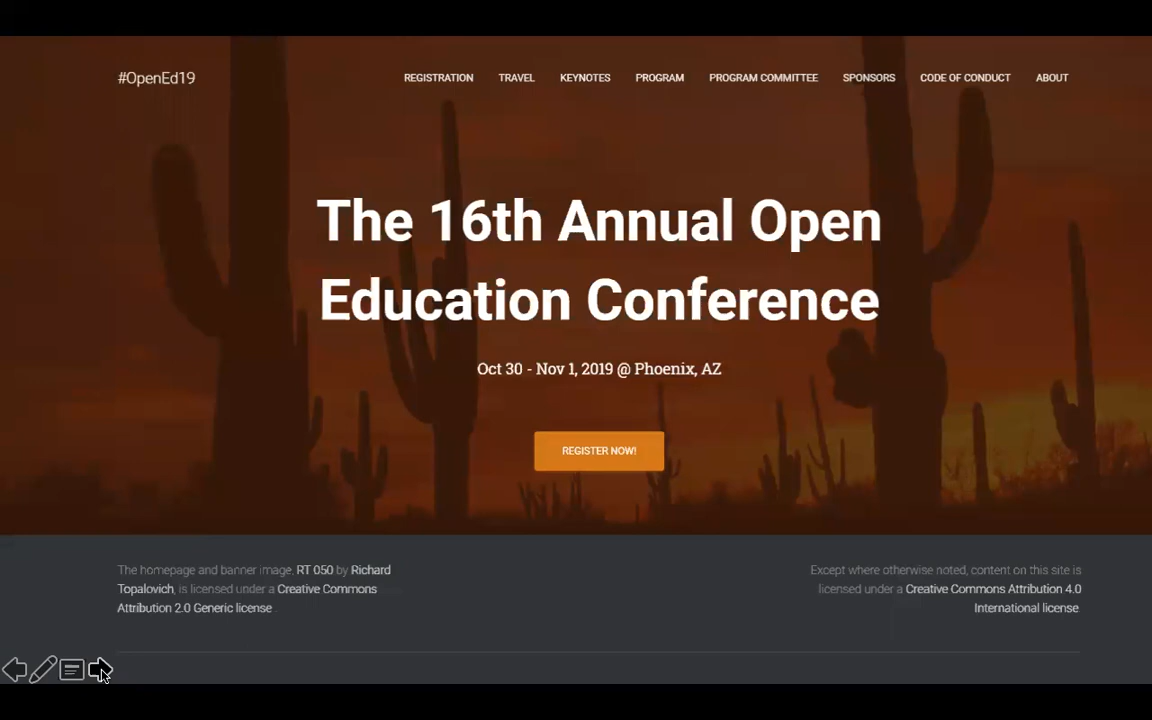 #OpenEd19
REGISTRATION TRAVEL KEYNOTES PROGRAM PROGRAM COMMITTEE SPONSORS CODE OF CONDUCT ABOUT
The 16th Annual Open
Education Conference
Oct 30 - Nov 1, 2019 @ Phoenix, AZ
REGISTER NOW!
The homepage and banner image, RT 050 by Richard
Topalovich, is licensed under a Creative Commons
Attribution 2.0 Generic license
Except where otherwise noted, content on this site is
licensed under a Creative Commons Attribution 4.0
International license